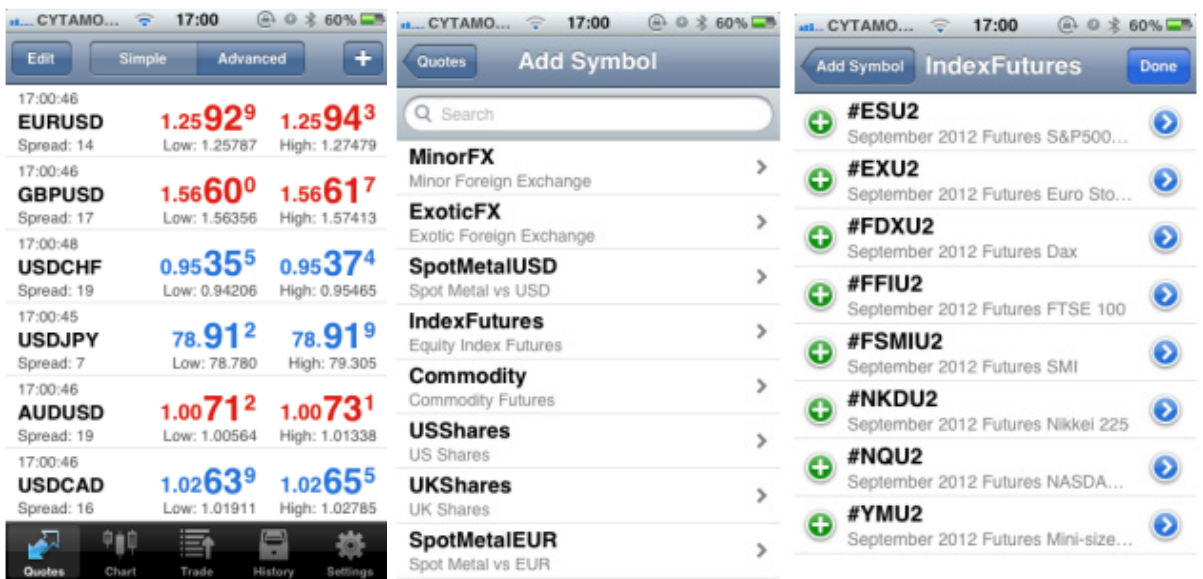 CYTAMO... 17:00 60%
Edit Simple Advanced +
17:00:46
EURUSD 1.25929 1.25943
Spread: 14 Low: 1.25787 High: 1.27479
17:00:46
GBPUSD 1.56600 1.56617
Spread: 17 Low: 1.56356 High: 1.57413
17:00:48
USDCHF 0.95355 0.95374
Spread: 19 Low: 0.94206 High: 0.95465
17:00:45
USDJPY 78.912 78.919
Spread: 7 Low: 78.780 High: 79.305
17:00:46
AUDUSD 1.00712 1.00731
Spread: 19 Low: 1.00564 High: 1.01338
17:00:46
USDCAD 1.02639 1.02655
Spread: 16 Low: 1.01911 High: 1.02785
Quotes Chart Trade History Settings
CYTAMO... 17:00 60%
Quotes Add Symbol
Search
MinorFX
Minor Foreign Exchange
ExoticFX
Exotic Foreign Exchange
SpotMetalUSD
Spot Metal vs USD
IndexFutures
Equity Index Futures
Commodity
Commodity Futures
USShares
US Shares
UKShares
UK Shares
SpotMetalEUR
Spot Metal vs EUR
CYTAMO... 17:00 60%
Add Symbol IndexFutures Done
#ESU2
September 2012 Futures S&P500...
#EXU2
September 2012 Futures Euro Sto...
#FDXU2
September 2012 Futures Dax
#FFIU2
September 2012 Futures FTSE 100
#FSMIU2
September 2012 Futures SMI
#NKDU2
September 2012 Futures Nikkei 225
#NQU2
September 2012 Futures NASDA...
#YMU2
September 2012 Futures Mini-size...